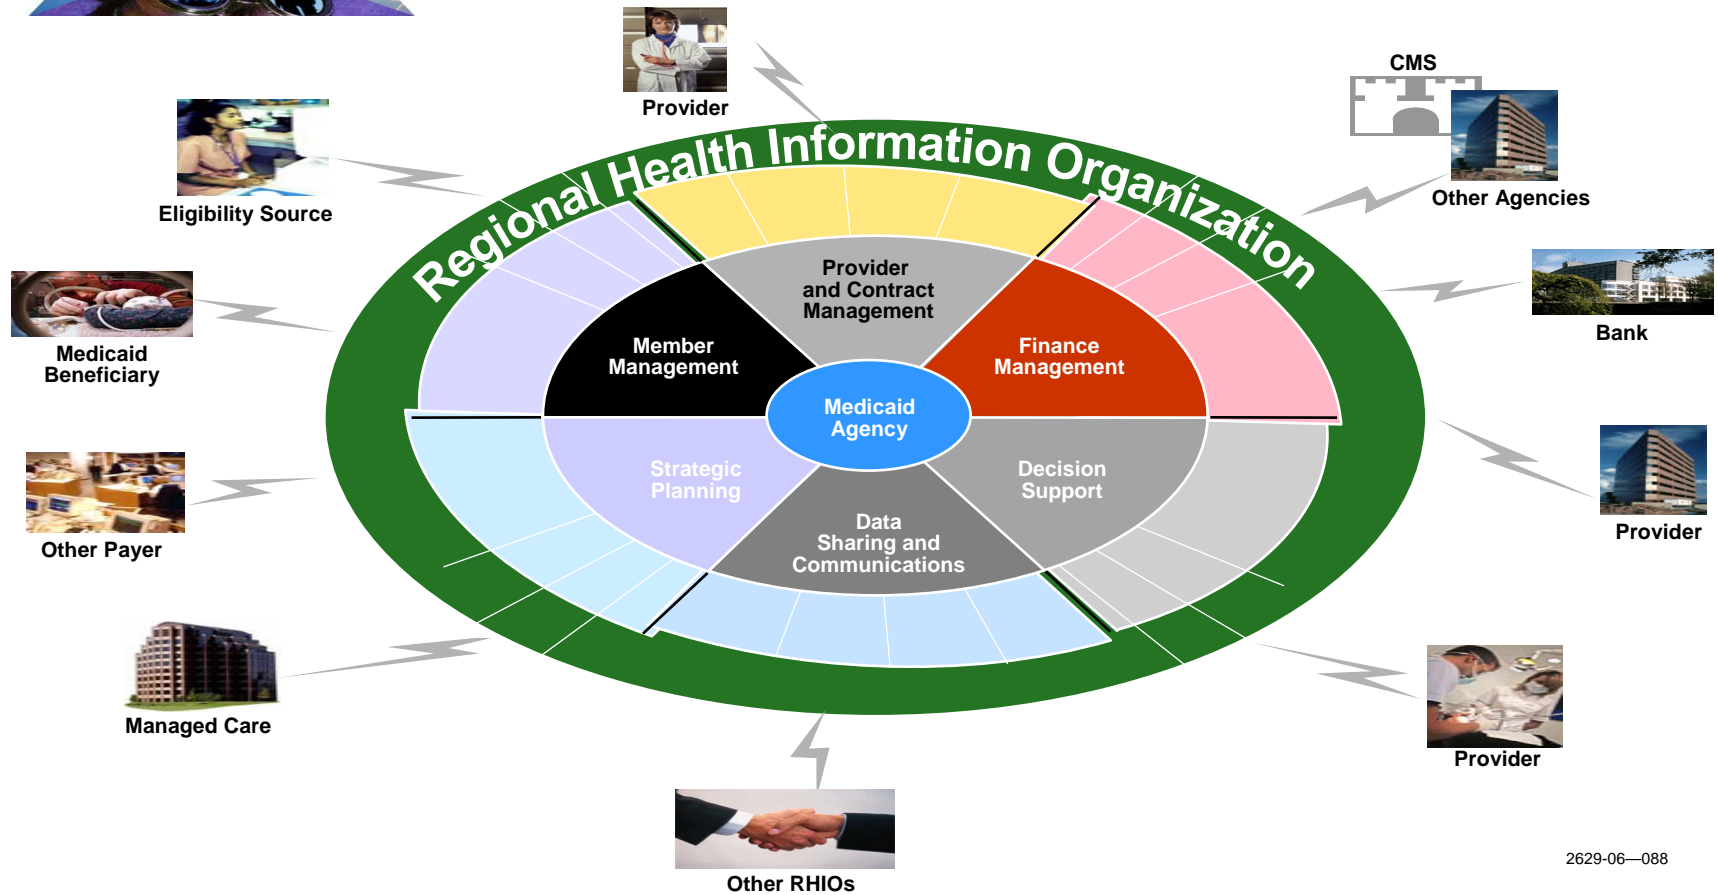 CMS
Provider
Other Agencies
Eligibility Source
Regional Health Information Organization
Bank
Medicaid
Beneficiary
Provider
and Contract
Management
Member
Management
Finance
Management
Medicaid
Agency
Strategic
Planning
Decision
Support
Data
Sharing and
Communications
Other Payer
Provider
Managed Care
Provider
Other RHIOs
2629-06—088